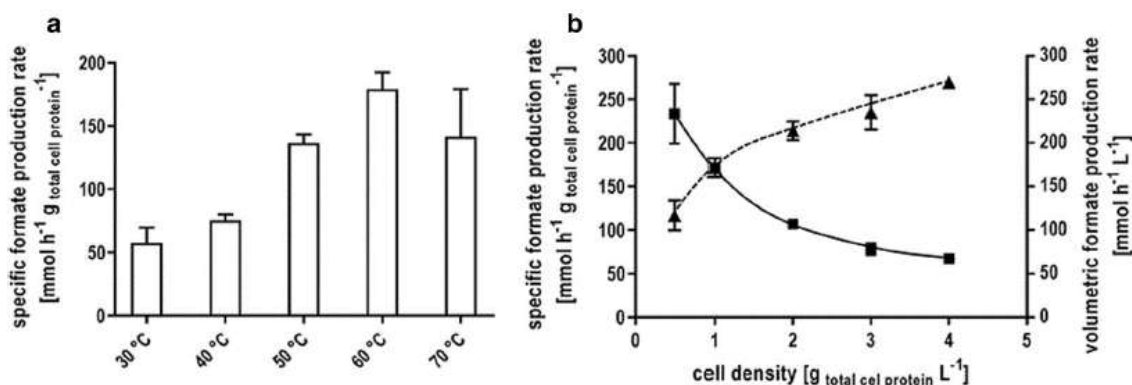 a
specific formate production rate
[mmol h-1 g total cell protein-1]
200
150
100
50
0
30 °C
40 °C
50 °C
60 °C
70 °C
b
specific formate production rate
[mmol h-1 g total cell protein-1]
300
250
200
150
100
50
0
0
1
2
3
4
5
cell density [g total cel protein L-1]
300
250
200
150
100
50
0
volumetric formate production rate
[mmol h-1 L-1]